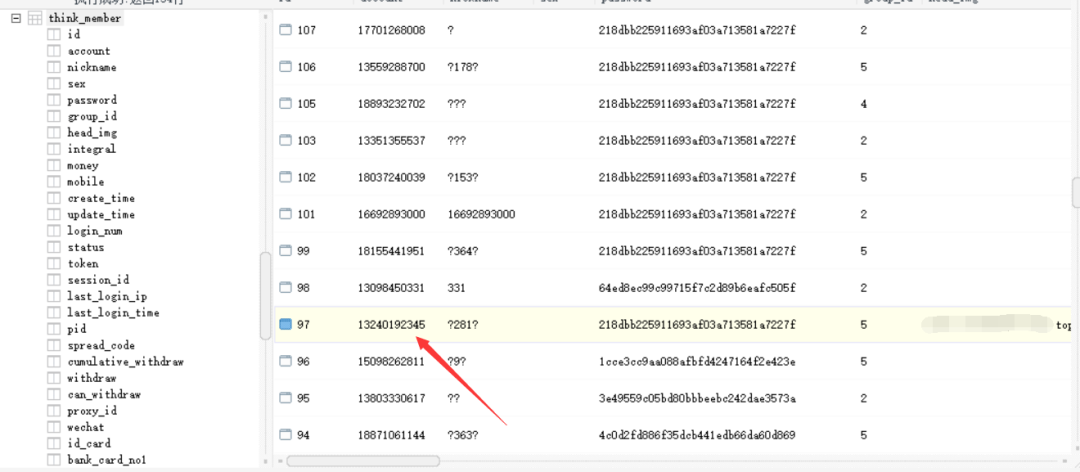 think_member
id
account
nickname
sex
password
group_id
head_img
integral
money
mobile
create_time
update_time
login_num
status
token
session_id
last_login_ip
last_login_time
pid
spread_code
cumulative_withdraw
withdraw
can_withdraw
proxy_id
wechat
id_card
bank_card_no1
107 17701268008 ? 218dbb225911693af03a713581a7227f 2
106 13559288700 ?178? 218dbb225911693af03a713581a7227f 5
105 18893232702 ??? 218dbb225911693af03a713581a7227f 4
103 13351355537 ??? 218dbb225911693af03a713581a7227f 2
102 18037240039 ?153? 218dbb225911693af03a713581a7227f 5
101 16692893000 16692893000 218dbb225911693af03a713581a7227f 2
99 18155441951 ?364? 218dbb225911693af03a713581a7227f 5
98 13098450331 331 64ed8ec99c99715f7c2d89b6eafc505f 2
97 13240192345 ?281? 218dbb225911693af03a713581a7227f 5 top
96 15098262811 ?9? 1cce3cc9aa088afbfd4247164f2e423e 5
95 13803330617 ?? 3e49559c05bd80bbbeebc242dae3573a 2
94 18871061144 ?363? 4c0d2fd886f35dcb441edb66da60d869 5